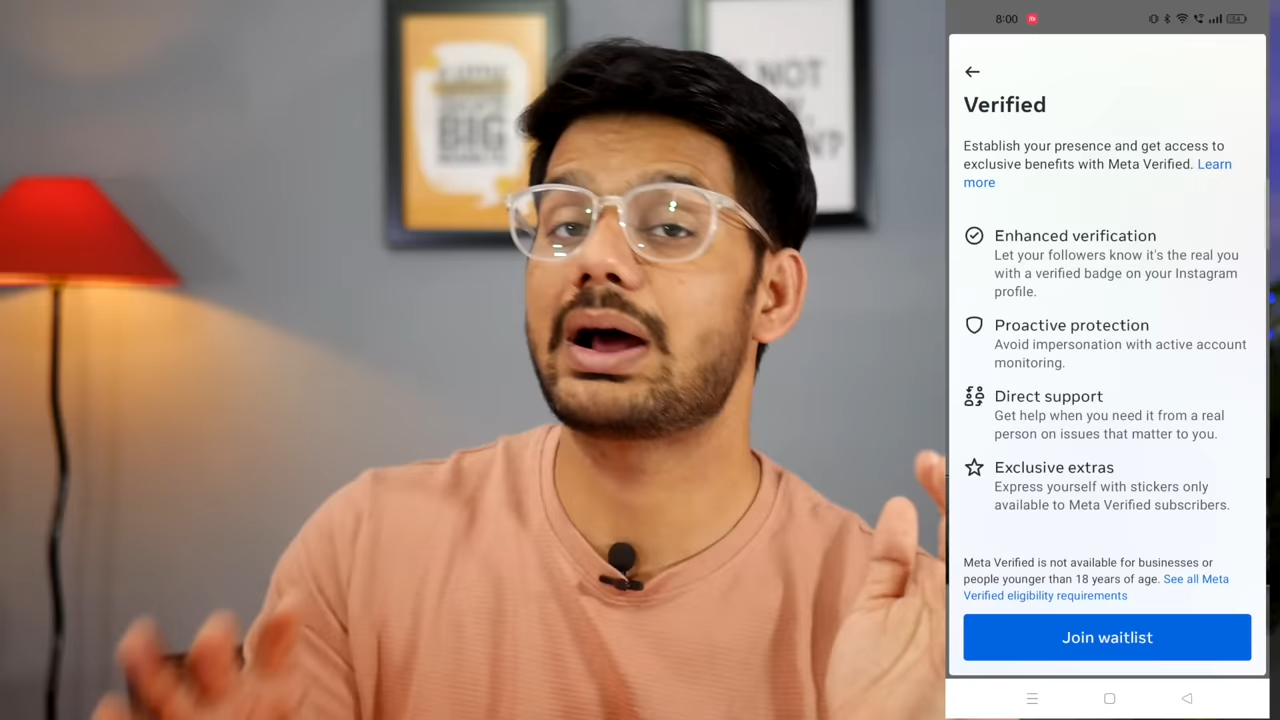 BIG
NOT
?
8:00
54
Verified
Establish your presence and get access to
exclusive benefits with Meta Verified. Learn
more
Enhanced verification
Let your followers know it's the real you
with a verified badge on your Instagram
profile.
Proactive protection
Avoid impersonation with active account
monitoring.
Direct support
Get help when you need it from a real
person on issues that matter to you.
Exclusive extras
Express yourself with stickers only
available to Meta Verified subscribers.
Meta Verified is not available for businesses or
people younger than 18 years of age. See all Meta
Verified eligibility requirements
Join waitlist